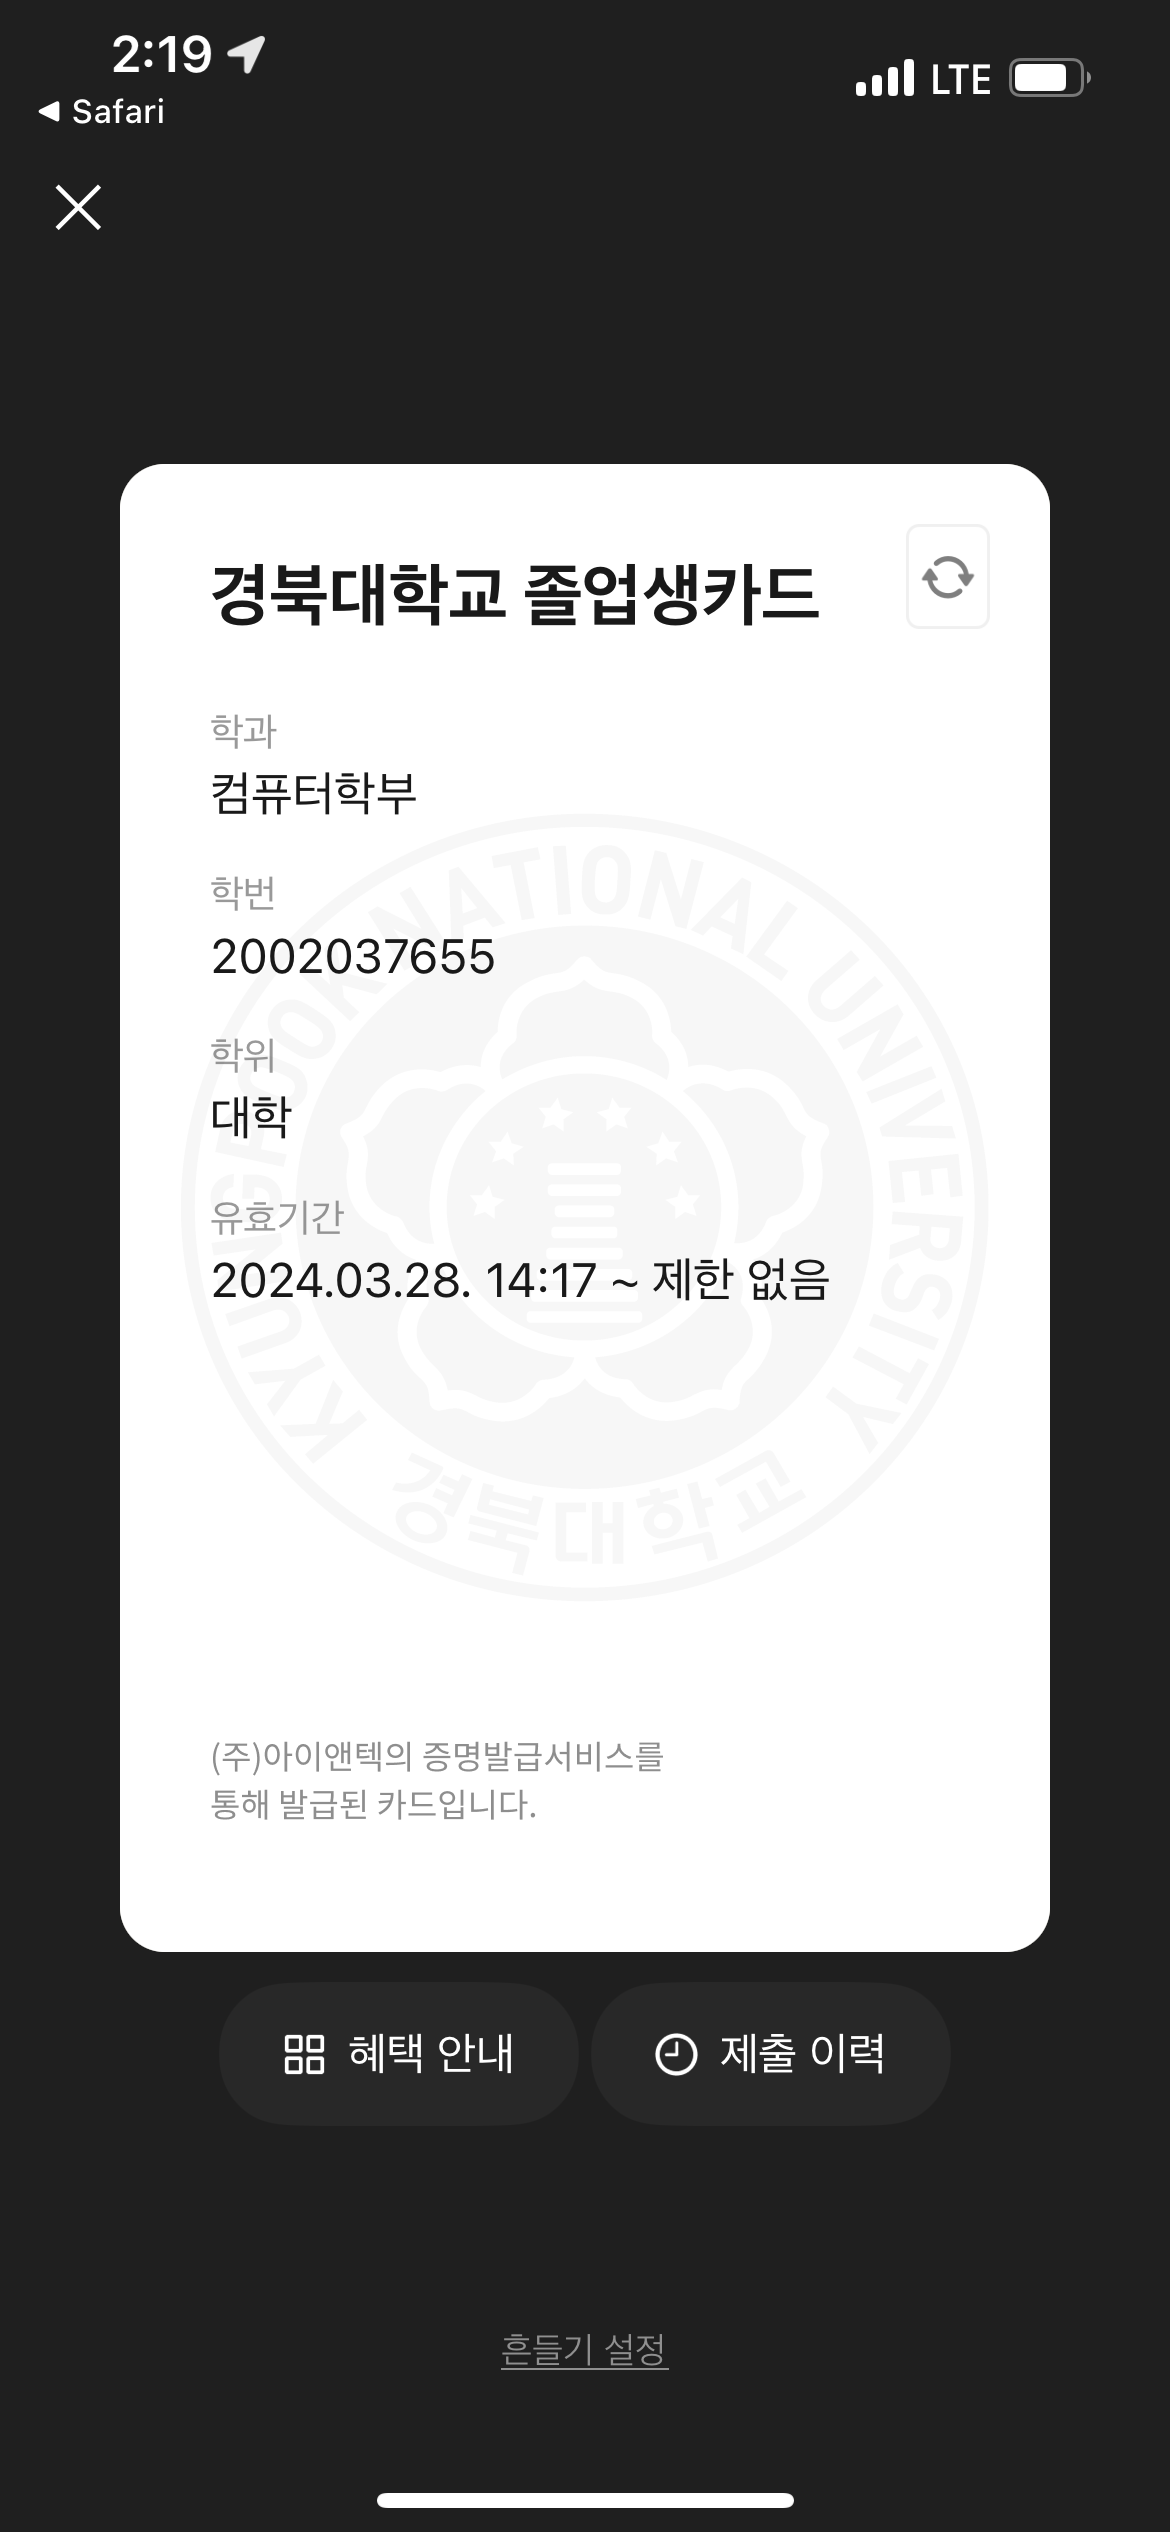 2:19
LTE
Safari
경북대학교 졸업생카드
학과
컴퓨터학부
학번
2002037655
학위
대학
유효기간
2024.03.28. 14:17 ~ 제한 없음
KYUNGPOOK NATIONAL UNIVERSITY
경북대학교
(주)아이앤텍의 증명발급서비스를
통해 발급된 카드입니다.
혜택 안내
제출 이력
흔들기 설정